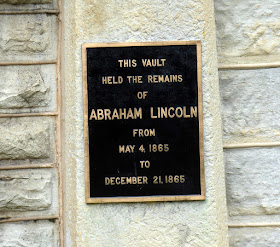 THIS VAULT
HELD THE REMAINS
OF
ABRAHAM LINCOLN
FROM
MAY 4, 1865
TO
DECEMBER 21, 1865